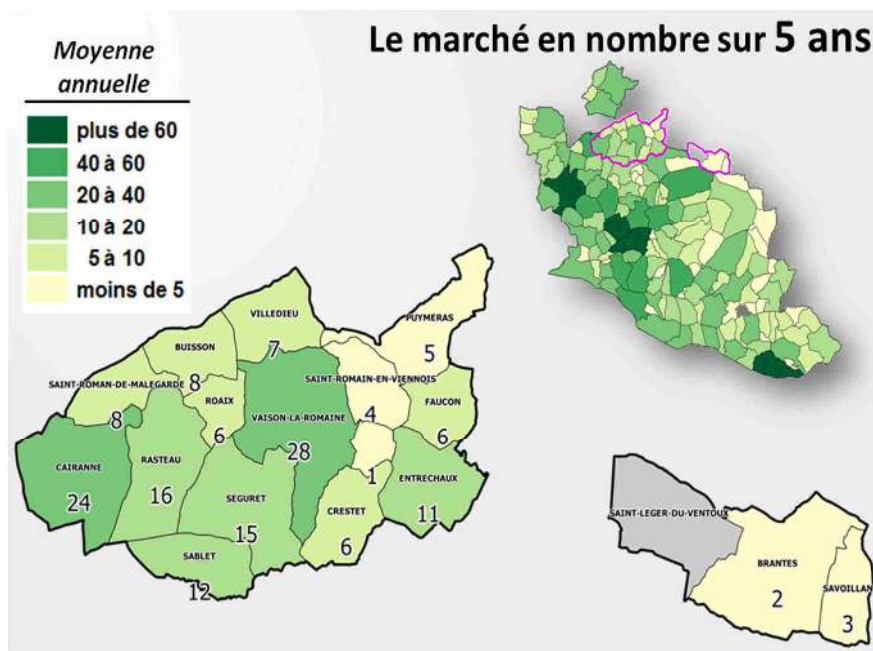 Le marché en nombre sur 5 ans
Moyenne
annuelle
plus de 60
40 à 60
20 à 40
10 à 20
5 à 10
moins de 5
VILLEDIEU
7
PUYMERAS
5
BUISSON
8
SAINT-ROMAN-DE-MALEGARDE
8
ROAIX
6
SAINT-ROMAIN-EN-VIENNOIS
4
VAISON-LA-ROMAINE
28
FAUCON
6
1
CAIRANNE
24
RASTEAU
16
SEGURET
15
CRESTET
6
ENTRECHAUX
11
SABLET
12
SAINT-LEGER-DU-VENTOUX
BRANTES
2
SAVOILLAN
3